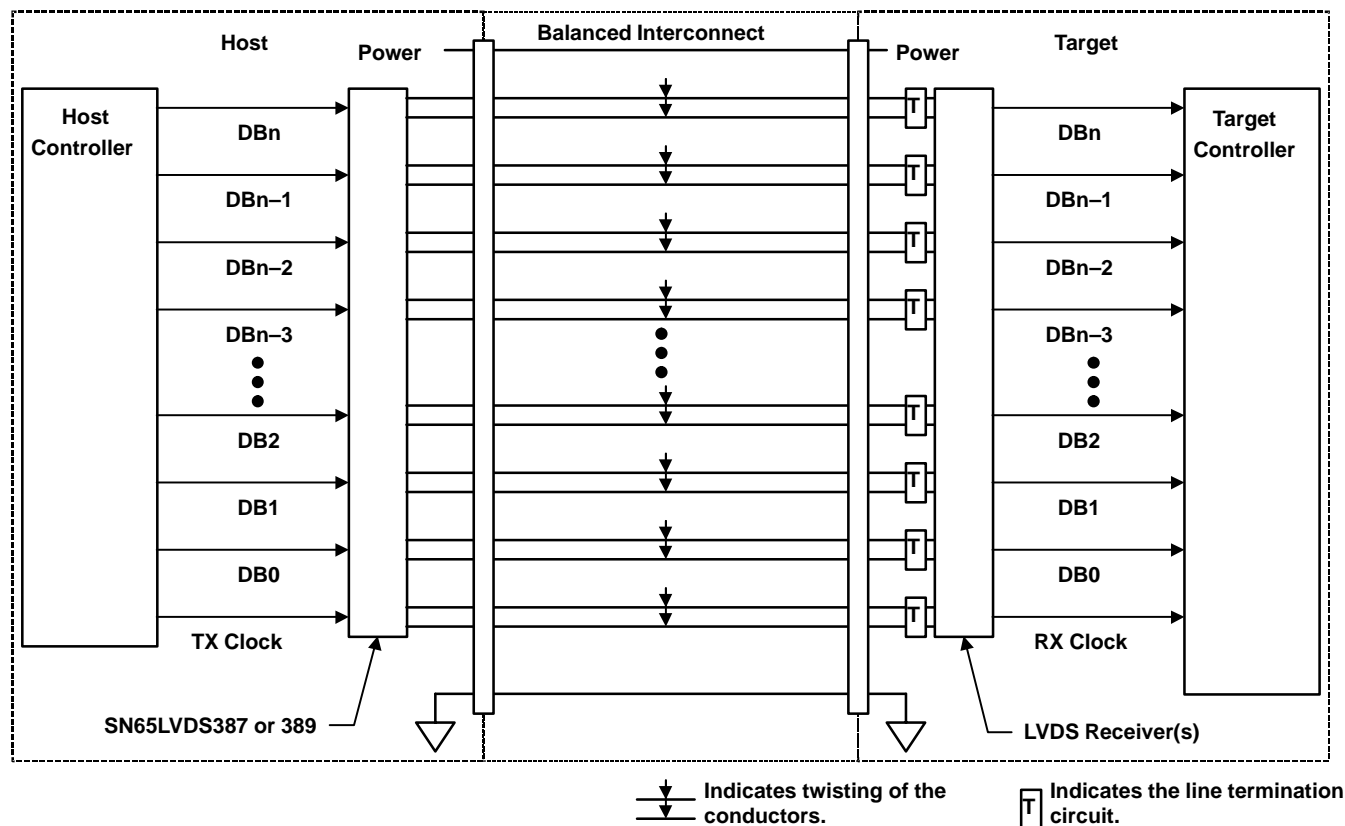 Host
Power
Balanced Interconnect
Power
Target
Host
Controller
Target
Controller
DBn
T
DBn
DBn–1
T
DBn–1
DBn–2
T
DBn–2
DBn–3
T
DBn–3
DB2
T
DB2
DB1
T
DB1
DB0
T
DB0
TX Clock
T
RX Clock
SN65LVDS387 or 389
LVDS Receiver(s)
Indicates twisting of the
conductors.
T
Indicates the line termination
circuit.